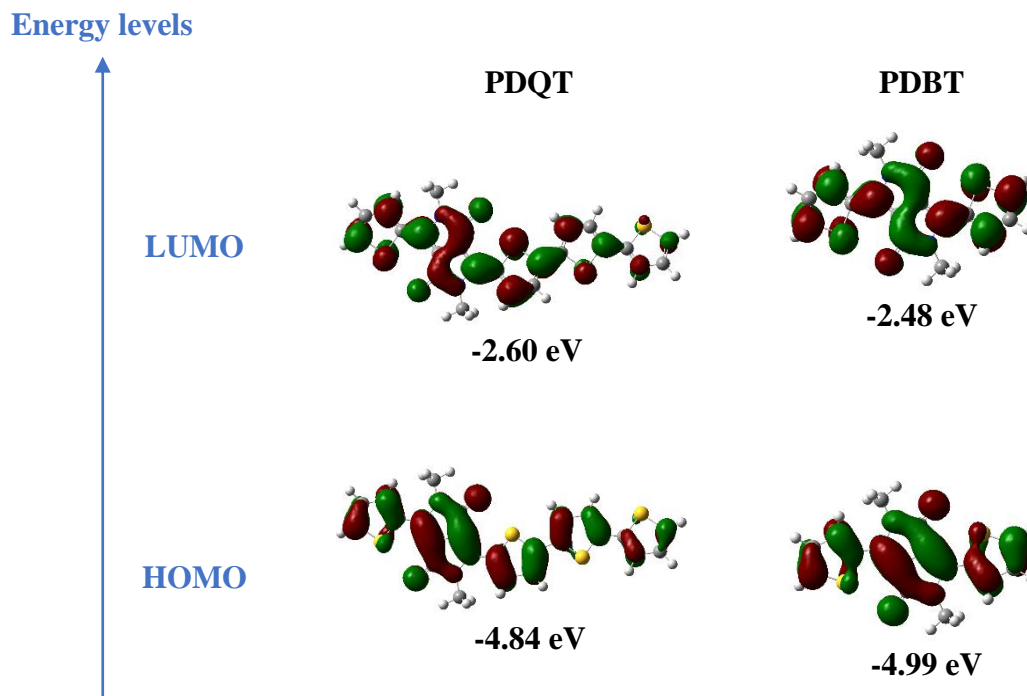 Energy levels
PDQT
PDBT
LUMO
-2.60 eV
-2.48 eV
HOMO
-4.84 eV
-4.99 eV